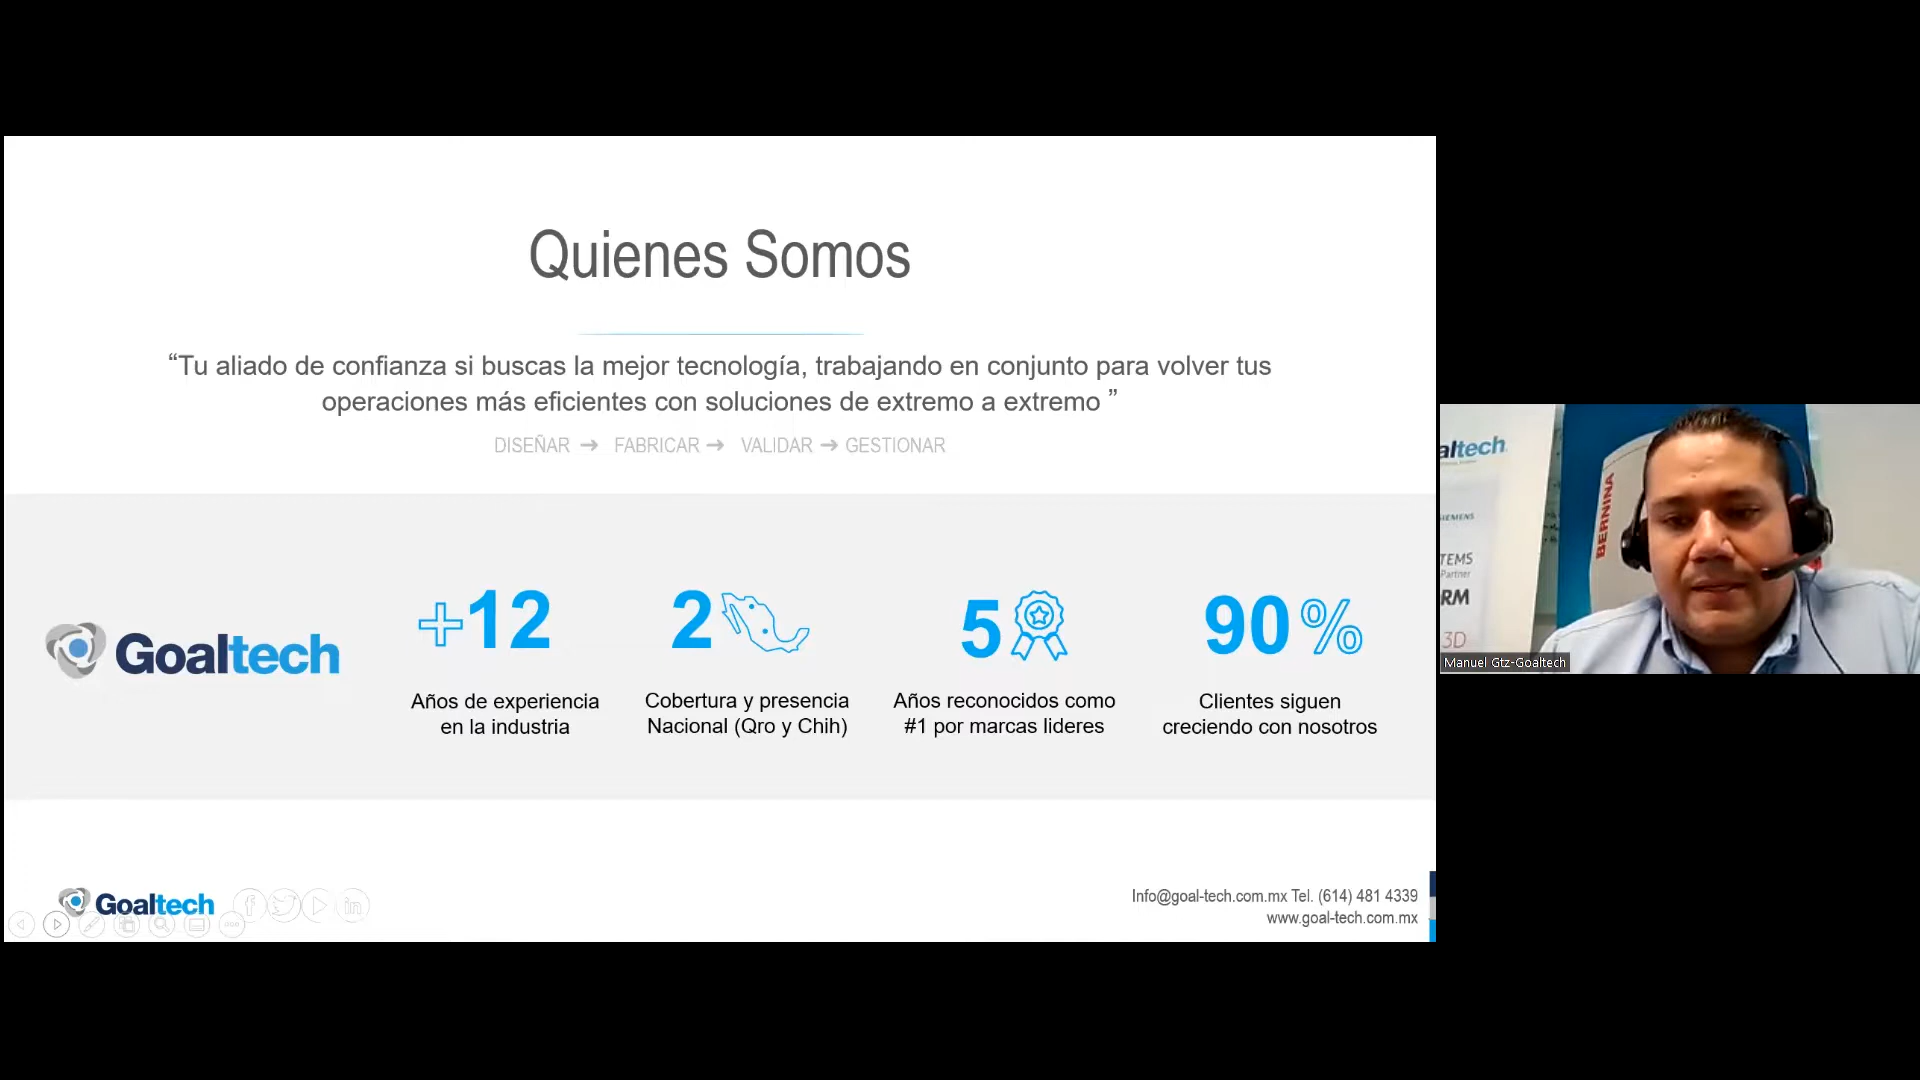 Quienes Somos
“Tu aliado de confianza si buscas la mejor tecnología, trabajando en conjunto para volver tus
operaciones más eficientes con soluciones de extremo a extremo ”
DISEÑAR ➔ FABRICAR ➔ VALIDAR ➔ GESTIONAR
Goaltech
+12
Años de experiencia
en la industria
2
Cobertura y presencia
Nacional (Qro y Chih)
5
Años reconocidos como
#1 por marcas lideres
90%
Clientes siguen
creciendo con nosotros
Goaltech
Info@goal-tech.com.mx Tel. (614) 481 4339
www.goal-tech.com.mx
altech
BERNINA
SIEMENS
TEMS
Partner
RM
3D
Manuel Gtz-Goaltech